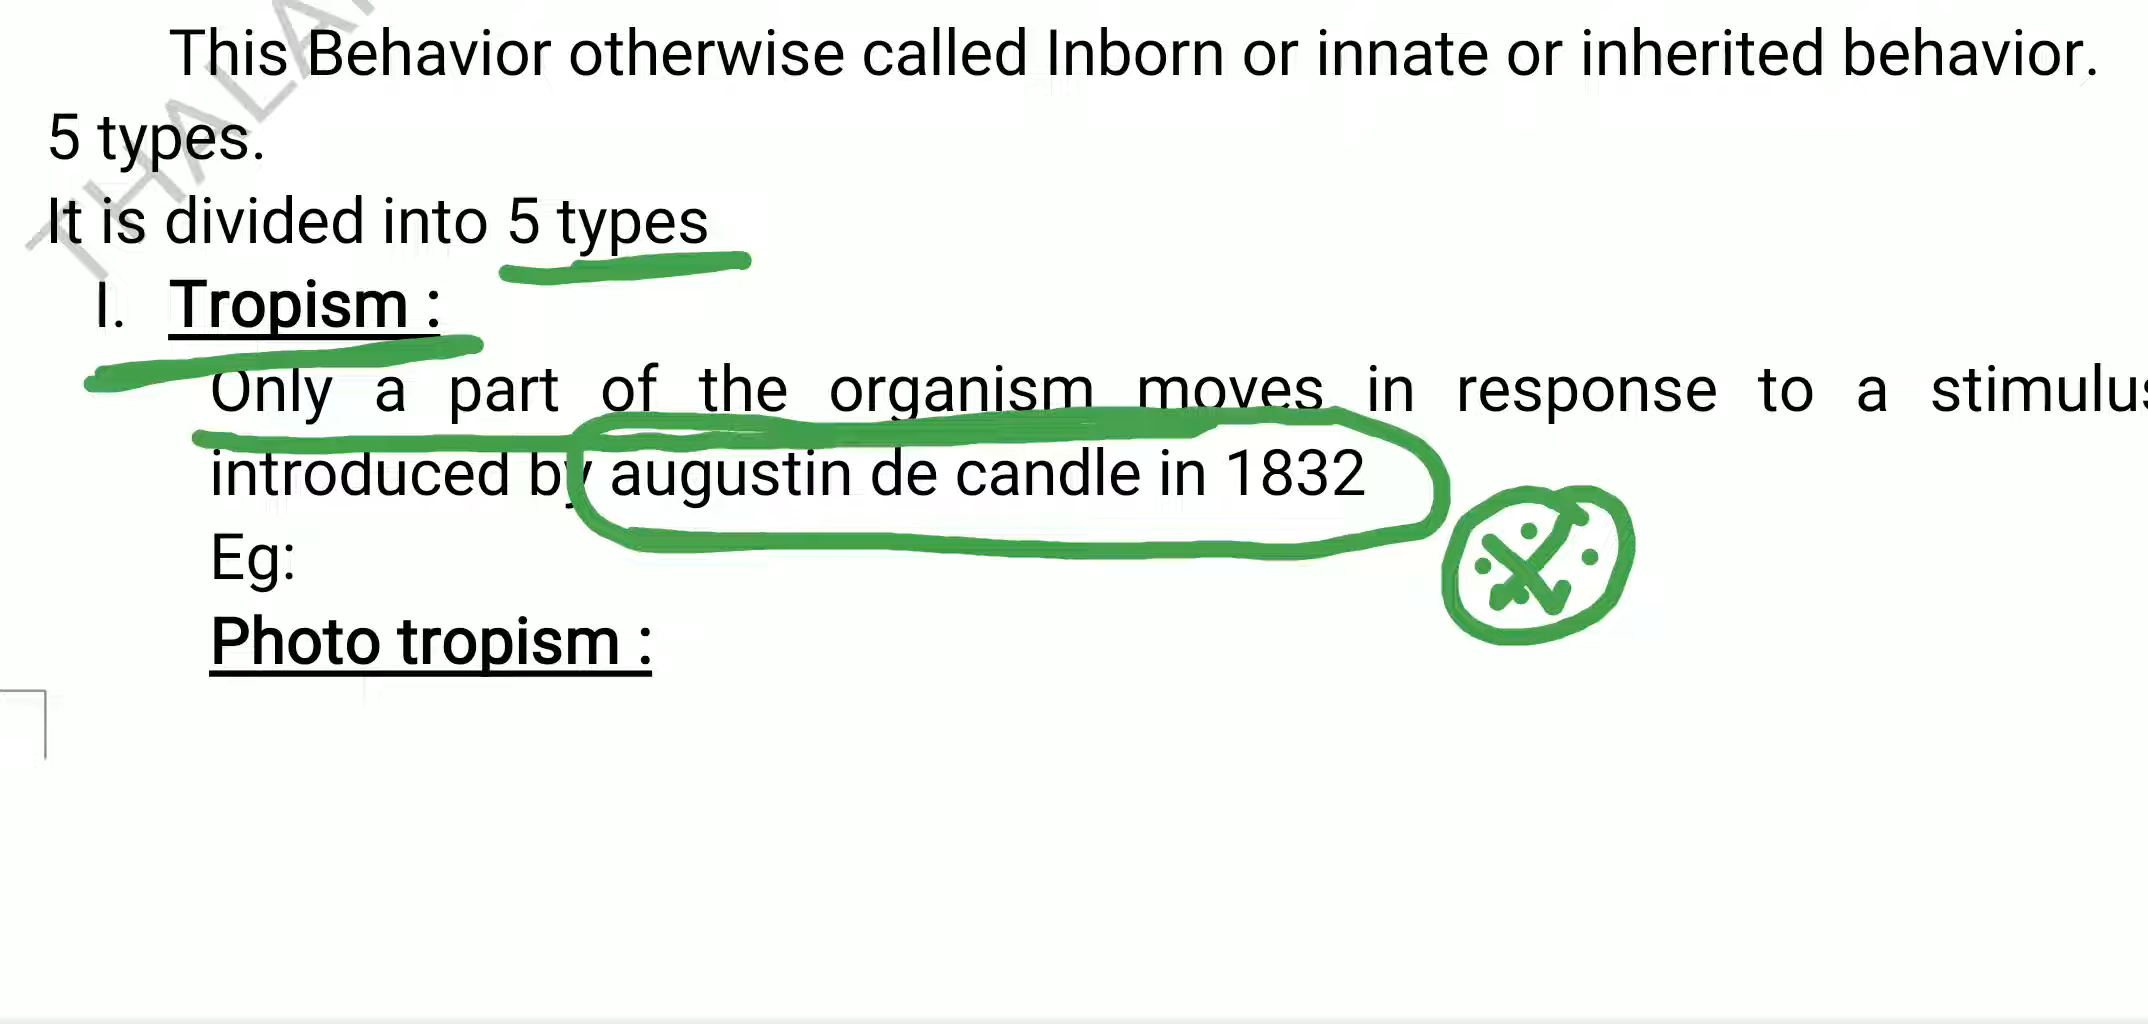 This Behavior otherwise called Inborn or innate or inherited behavior.
5 types.
It is divided into 5 types
I. Tropism :
Only a part of the organism moves in response to a stimulus
introduced by augustin de candle in 1832
Eg:
Photo tropism :